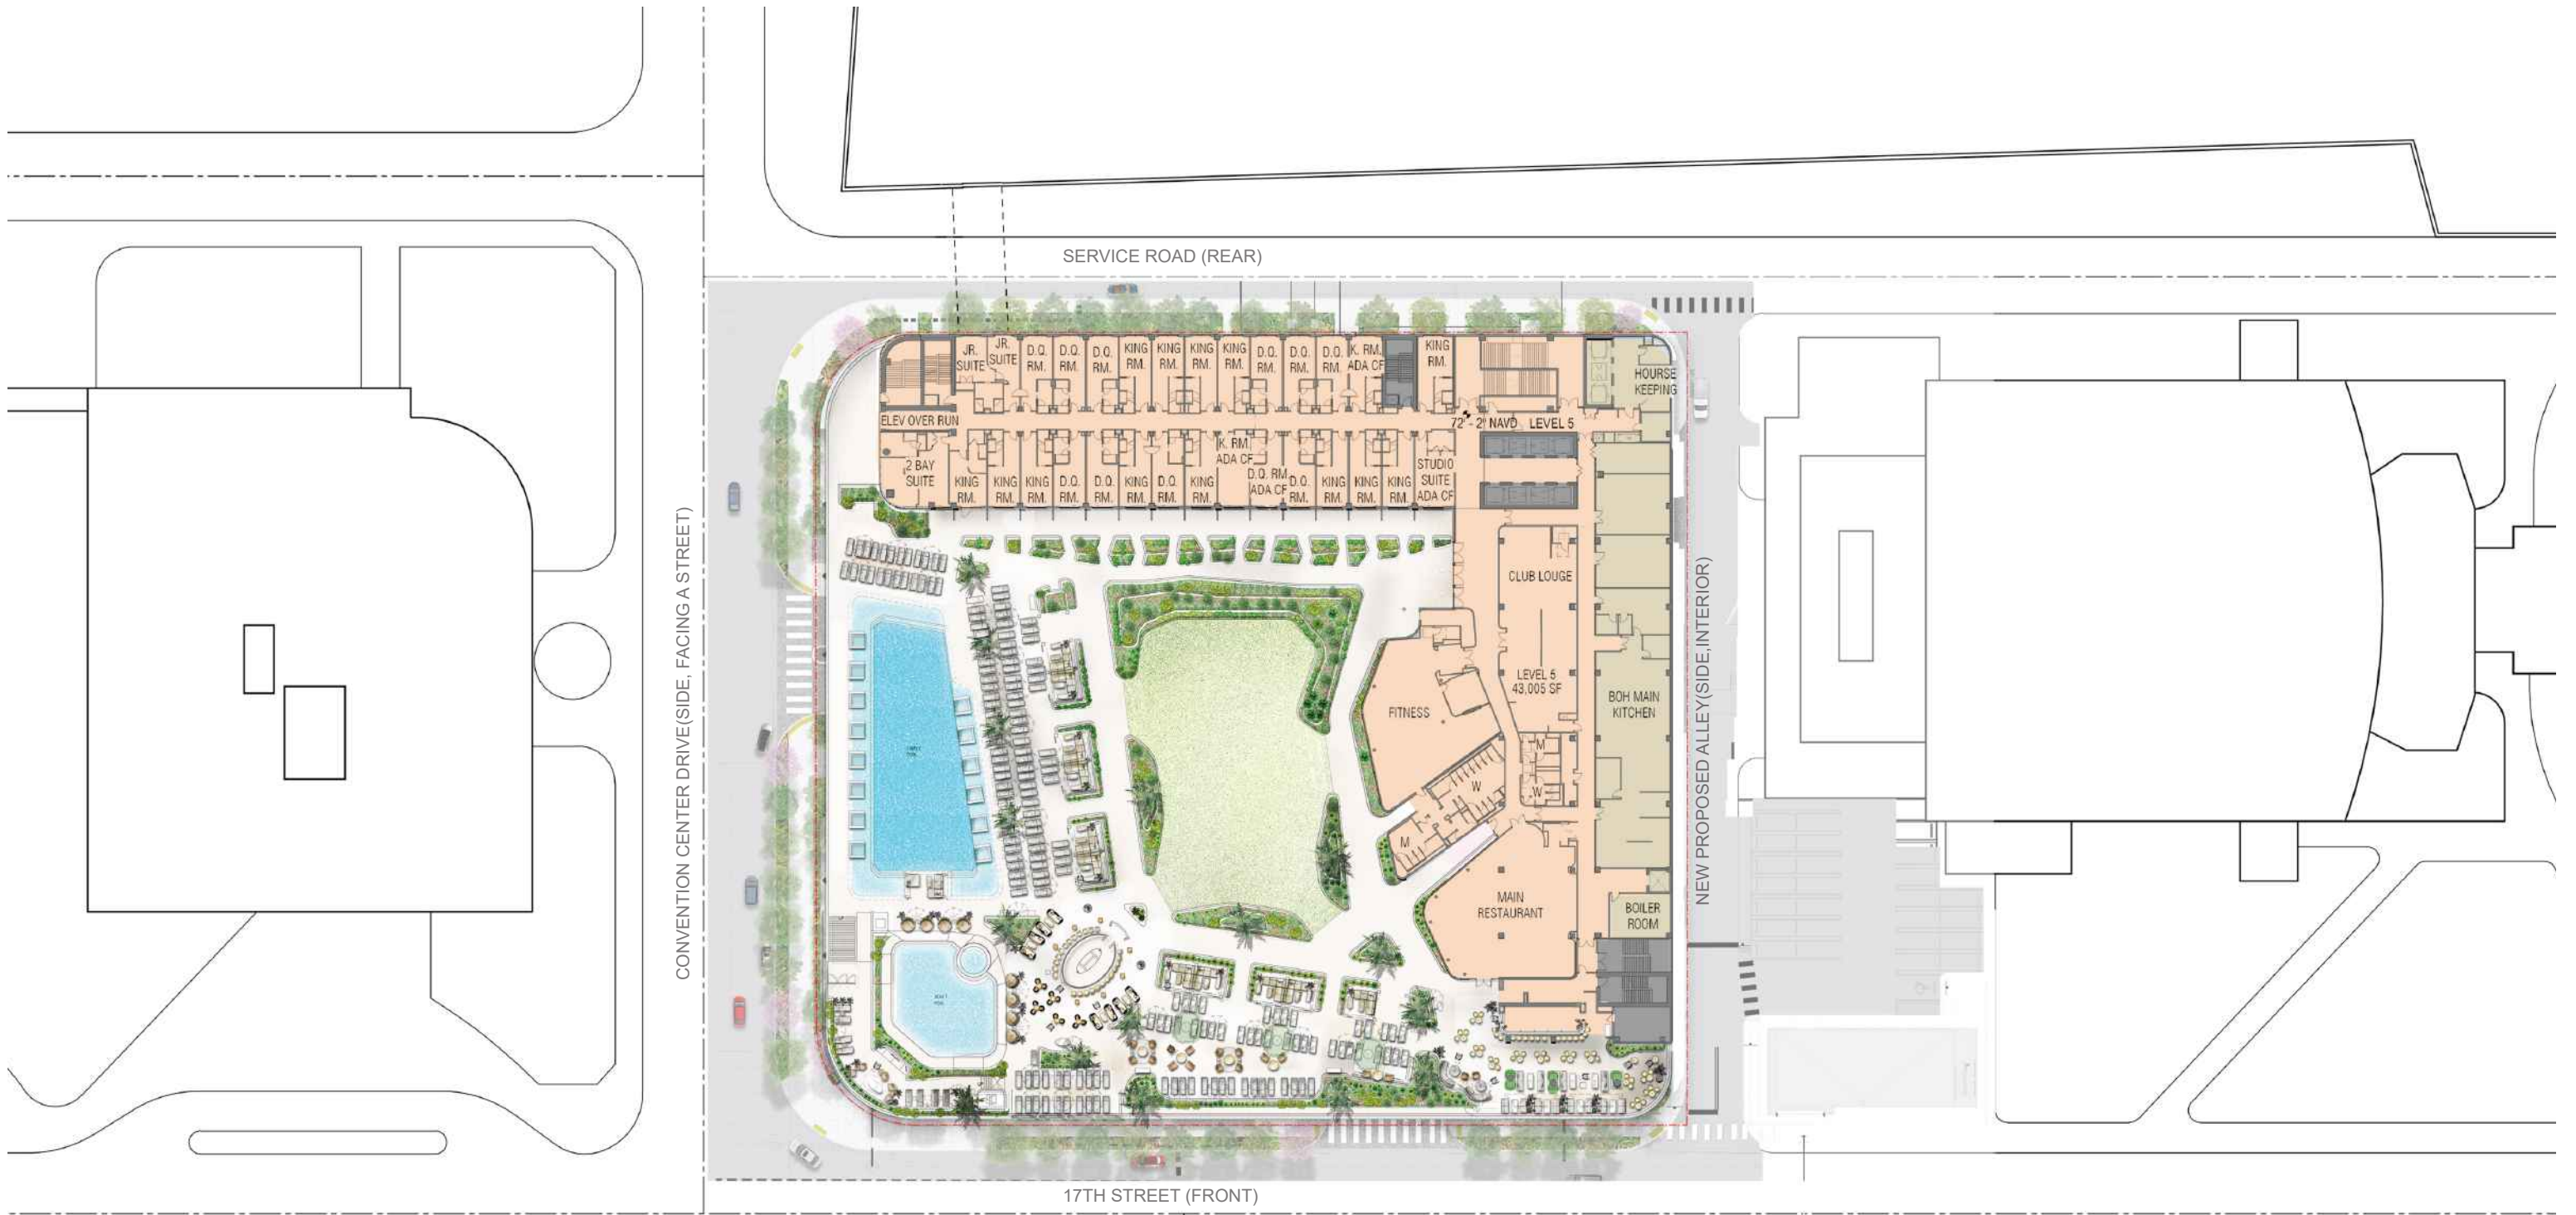 SERVICE ROAD (REAR)
JR.
SUITE
JR.
SUITE
D.Q.
RM.
D.Q.
RM.
D.Q.
RM.
KING
RM.
KING
RM.
KING
RM.
KING
RM.
D.Q.
RM.
D.Q.
RM.
D.Q.
RM.
K. RM.
ADA CF
KING
RM.
HOURSE
KEEPING
ELEV OVER RUN
72' - 2" NAVD LEVEL 5
2 BAY
SUITE
KING
RM.
KING
RM.
KING
RM.
D.Q.
RM.
D.Q.
RM.
KING
RM.
D.Q.
RM.
KING
RM.
K. RM.
ADA CF
D.Q. RM
ADA CF
D.Q.
RM.
KING
RM.
KING
RM.
KING
RM.
STUDIO
SUITE
ADA CF
CLUB LOUGE
LEVEL 5
43,005 SF
FITNESS
BOH MAIN
KITCHEN
M
W
W
M
MAIN
RESTAURANT
BOILER
ROOM
CONVENTION CENTER DRIVE(SIDE, FACING A STREET)
NEW PROPOSED ALLEY(SIDE,INTERIOR)
17TH STREET (FRONT)